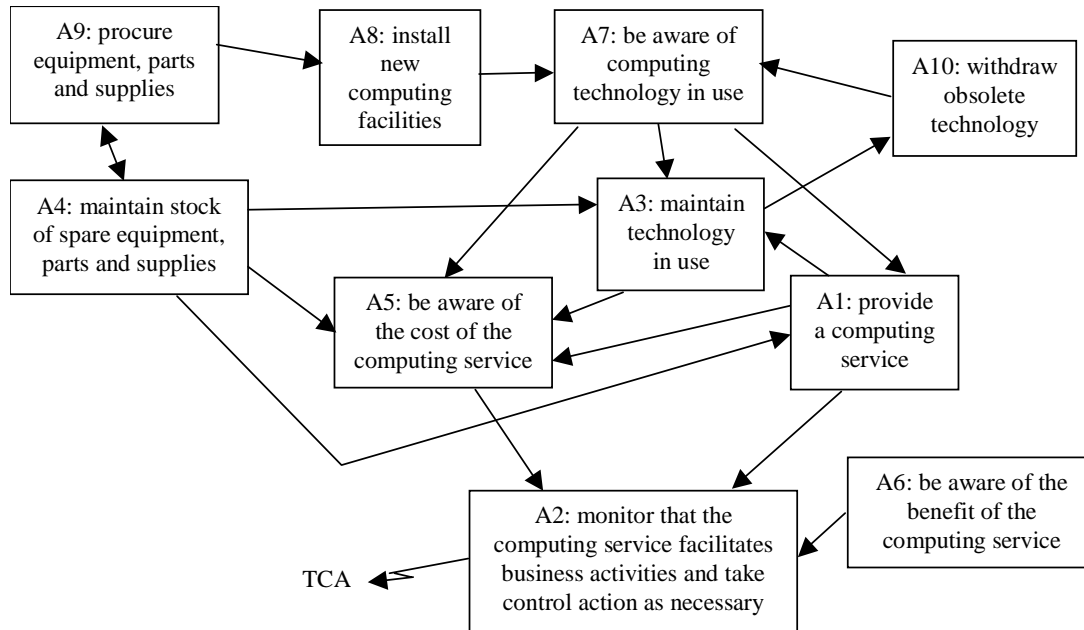 A9: procure
equipment, parts
and supplies
A8: install
new
computing
facilities
A7: be aware of
computing
technology in use
A10: withdraw
obsolete
technology
A4: maintain stock
of spare equipment,
parts and supplies
A3: maintain
technology
in use
A5: be aware of
the cost of the
computing service
A1: provide
a computing
service
A6: be aware of the
benefit of the
computing service
A2: monitor that the
computing service facilitates
business activities and take
control action as necessary
TCA